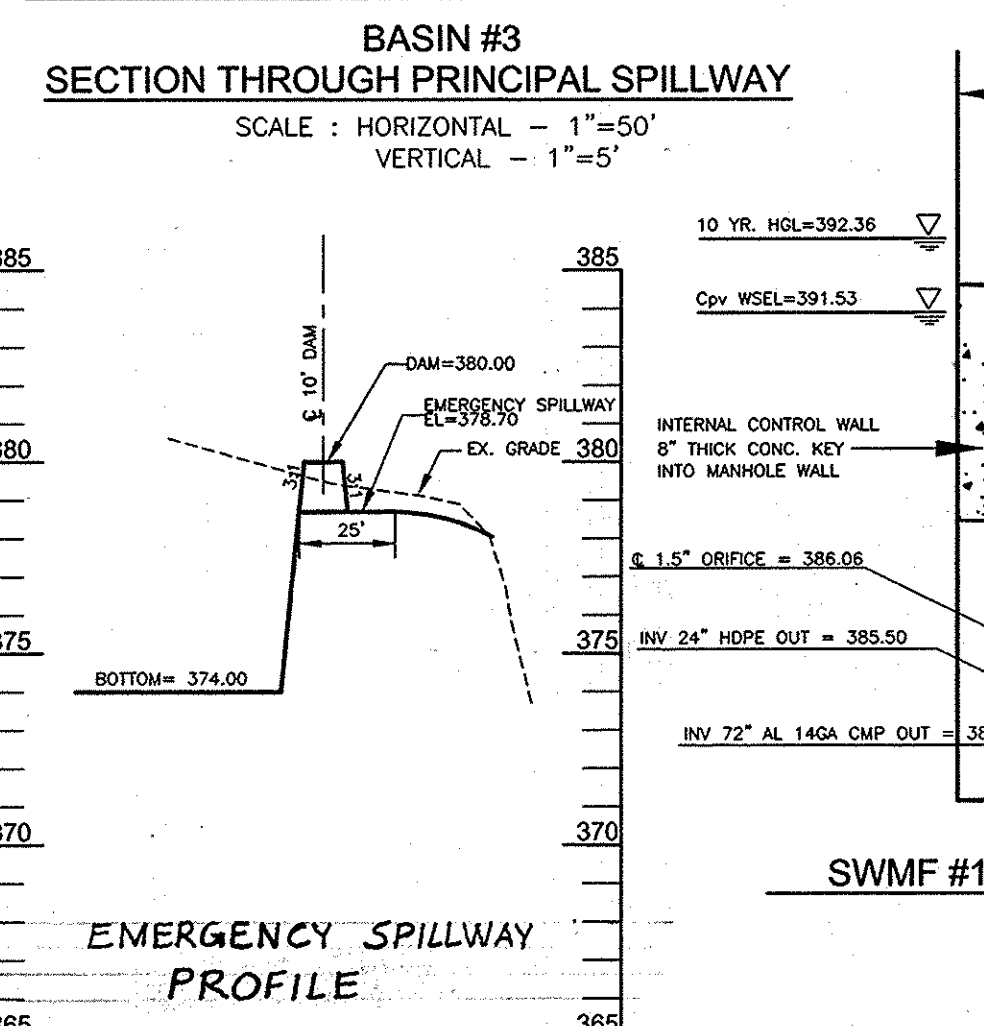 BASIN #3
SECTION THROUGH PRINCIPAL SPILLWAY
SCALE : HORIZONTAL – 1"=50'
VERTICAL – 1"=5'
10 YR. HGL=392.36
Cpv WSEL=391.53
385
385
℄ 10' DAM
DAM=380.00
EMERGENCY SPILLWAY
EL=378.70
EX. GRADE
380
380
3:1
3:1
25'
INTERNAL CONTROL WALL
8" THICK CONC. KEY
INTO MANHOLE WALL
℄ 1.5" ORIFICE = 386.06
375
375
INV 24" HDPE OUT = 385.50
BOTTOM= 374.00
INV 72" AL 14GA CMP OUT = 38
370
370
SWMF #1
EMERGENCY SPILLWAY
PROFILE
365
365